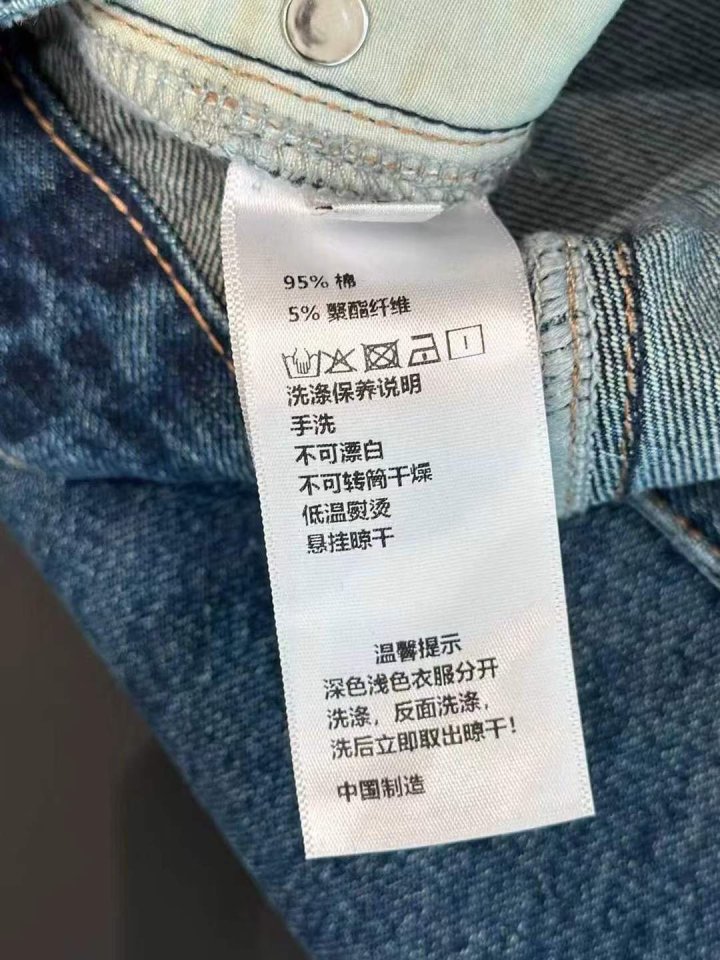 95% 棉
5% 聚酯纤维
洗涤保养说明
手洗
不可漂白
不可转筒干燥
低温熨烫
悬挂晾干
温馨提示
深色浅色衣服分开
洗涤，反面洗涤，
洗后立即取出晾干！
中国制造